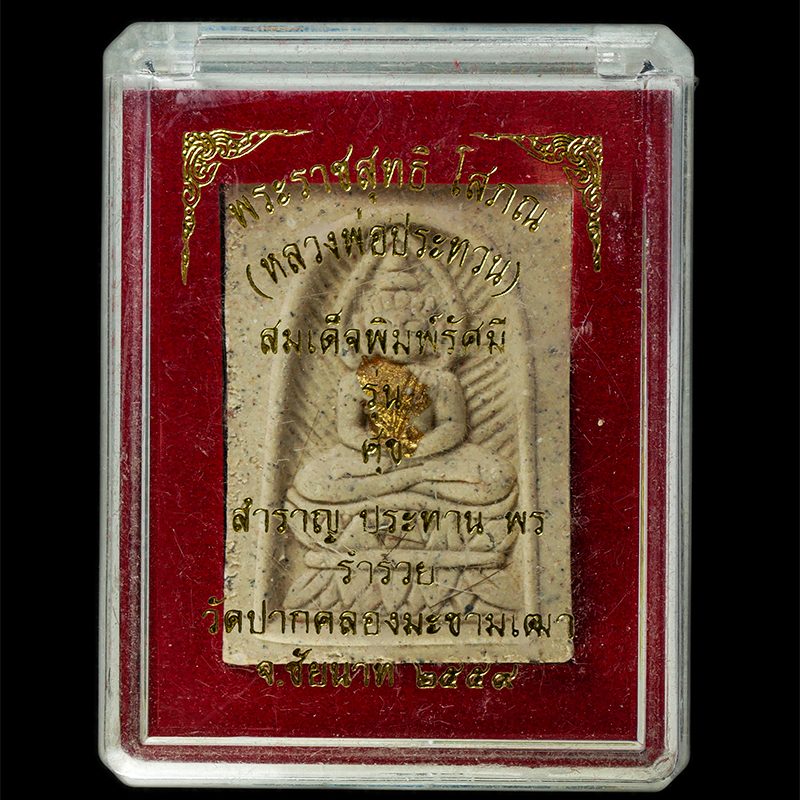 พระราชสุทธิ โสภณ
(หลวงพ่อประทวน)
สมเด็จพิมพ์รัศมี
รุ่น
ศุข
สำราญ ประทาน พร
ร่ำรวย
วัดปากคลองมะขามเฒา
จ.ชัยนาท ๒๕๕๙